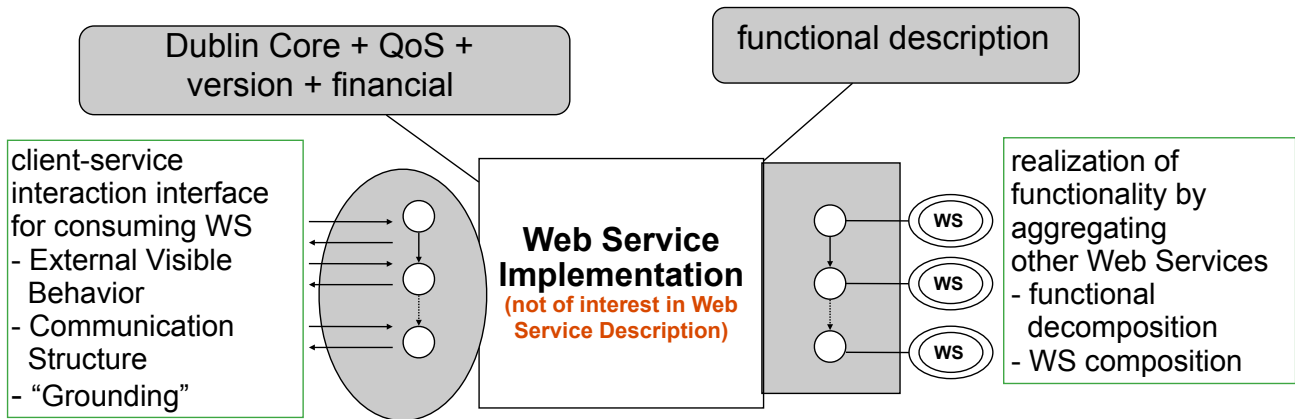 Dublin Core + QoS +
version + financial
functional description
client-service
interaction interface
for consuming WS
- External Visible
Behavior
- Communication
Structure
- “Grounding”
Web Service
Implementation
(not of interest in Web
Service Description)
WS
WS
WS
realization of
functionality by
aggregating
other Web Services
- functional
decomposition
- WS composition